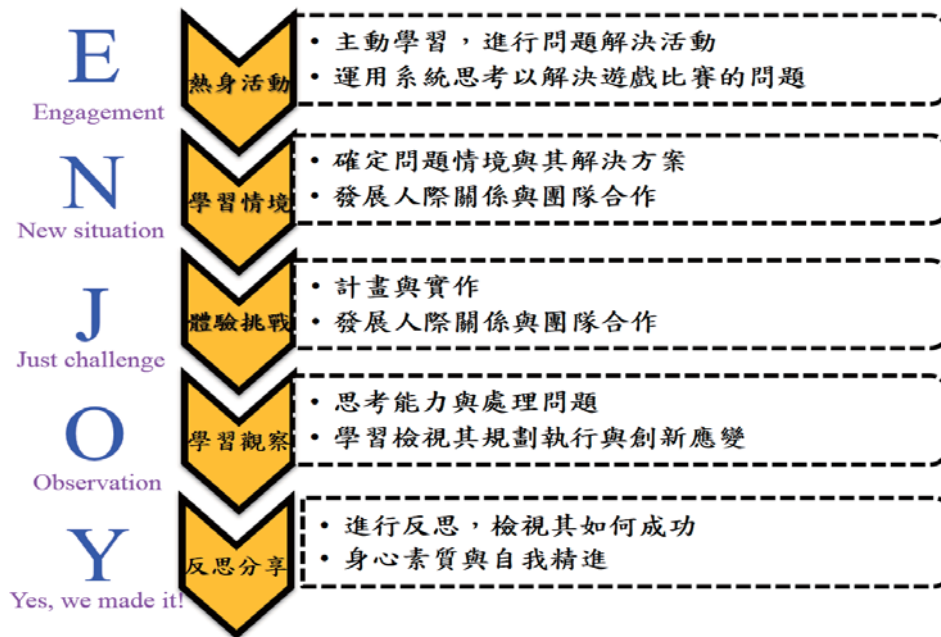 E
Engagement
熱身活動
• 主動學習，進行問題解決活動
• 運用系統思考以解決遊戲比賽的問題
N
New situation
學習情境
• 確定問題情境與其解決方案
• 發展人際關係與團隊合作
J
Just challenge
體驗挑戰
• 計畫與實作
• 發展人際關係與團隊合作
O
Observation
學習觀察
• 思考能力與處理問題
• 學習檢視其規劃執行與創新應變
Y
Yes, we made it!
反思分享
• 進行反思，檢視其如何成功
• 身心素質與自我精進